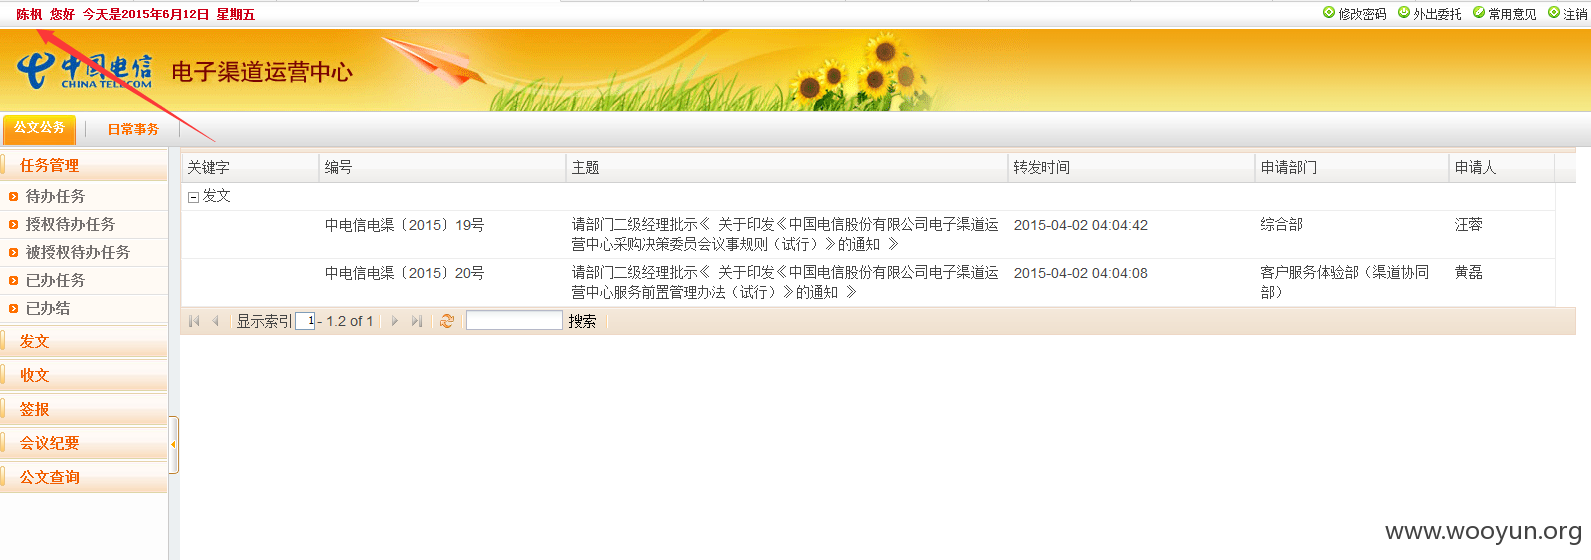 陈枫 您好 今天是2015年6月12日 星期五
修改密码 外出委托 常用意见 注销
中国电信 电子渠道运营中心
CHINA TELECOM
公文公务 日常事务
任务管理
待办任务
授权待办任务
被授权待办任务
已办任务
已办结
发文
收文
签报
会议纪要
公文查询
关键字 编号 主题 转发时间 申请部门 申请人
发文
中电信电渠〔2015〕19号 请部门二级经理批示《 关于印发《中国电信股份有限公司电子渠道运 2015-04-02 04:04:42 综合部 汪蓉
营中心采购决策委员会议事规则（试行）》的通知 》
中电信电渠〔2015〕20号 请部门二级经理批示《 关于印发《中国电信股份有限公司电子渠道运 2015-04-02 04:04:08 客户服务体验部（渠道协同 黄磊
营中心服务前置管理办法（试行）》的通知 》 部）
显示索引 1 - 1.2 of 1 搜索
www.wooyun.org